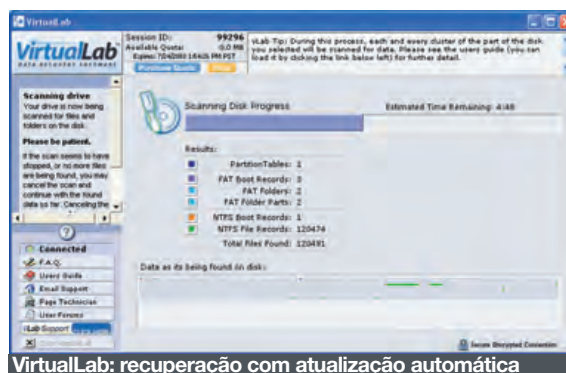 VirtualLab
VirtualLab
DATA RECOVERY SOFTWARE
Session ID: 99296
Available Quota: 0.0 MB
vLab Tip: During this process, each and every cluster of the part of the disk
you selected will be scanned for data. Please see the users guide (you can
load it by clicking the link below left) for further detail.
Scanning drive
Your drive is now being
scanned for files and
folders on the disk.
Please be patient.
If the scan seems to have
stopped, or no more files
are being found, you may
cancel the scan and
continue with the found
data so far. Canceling the
Connected
F.A.Q.
Users Guide
Email Support
Page Technician
User Forums
Scanning Disk Progress
Estimated Time Remaining: 4:48
Results:
PartitionTables: 1
FAT Boot Records: 3
FAT Folders: 2
FAT Folder Parts: 2
NTFS Boot Records: 1
NTFS File Records: 120474
Total Files Found: 120491
Data as its being found on disk:
Secure Encrypted Connection
VirtualLab: recuperação com atualização automática